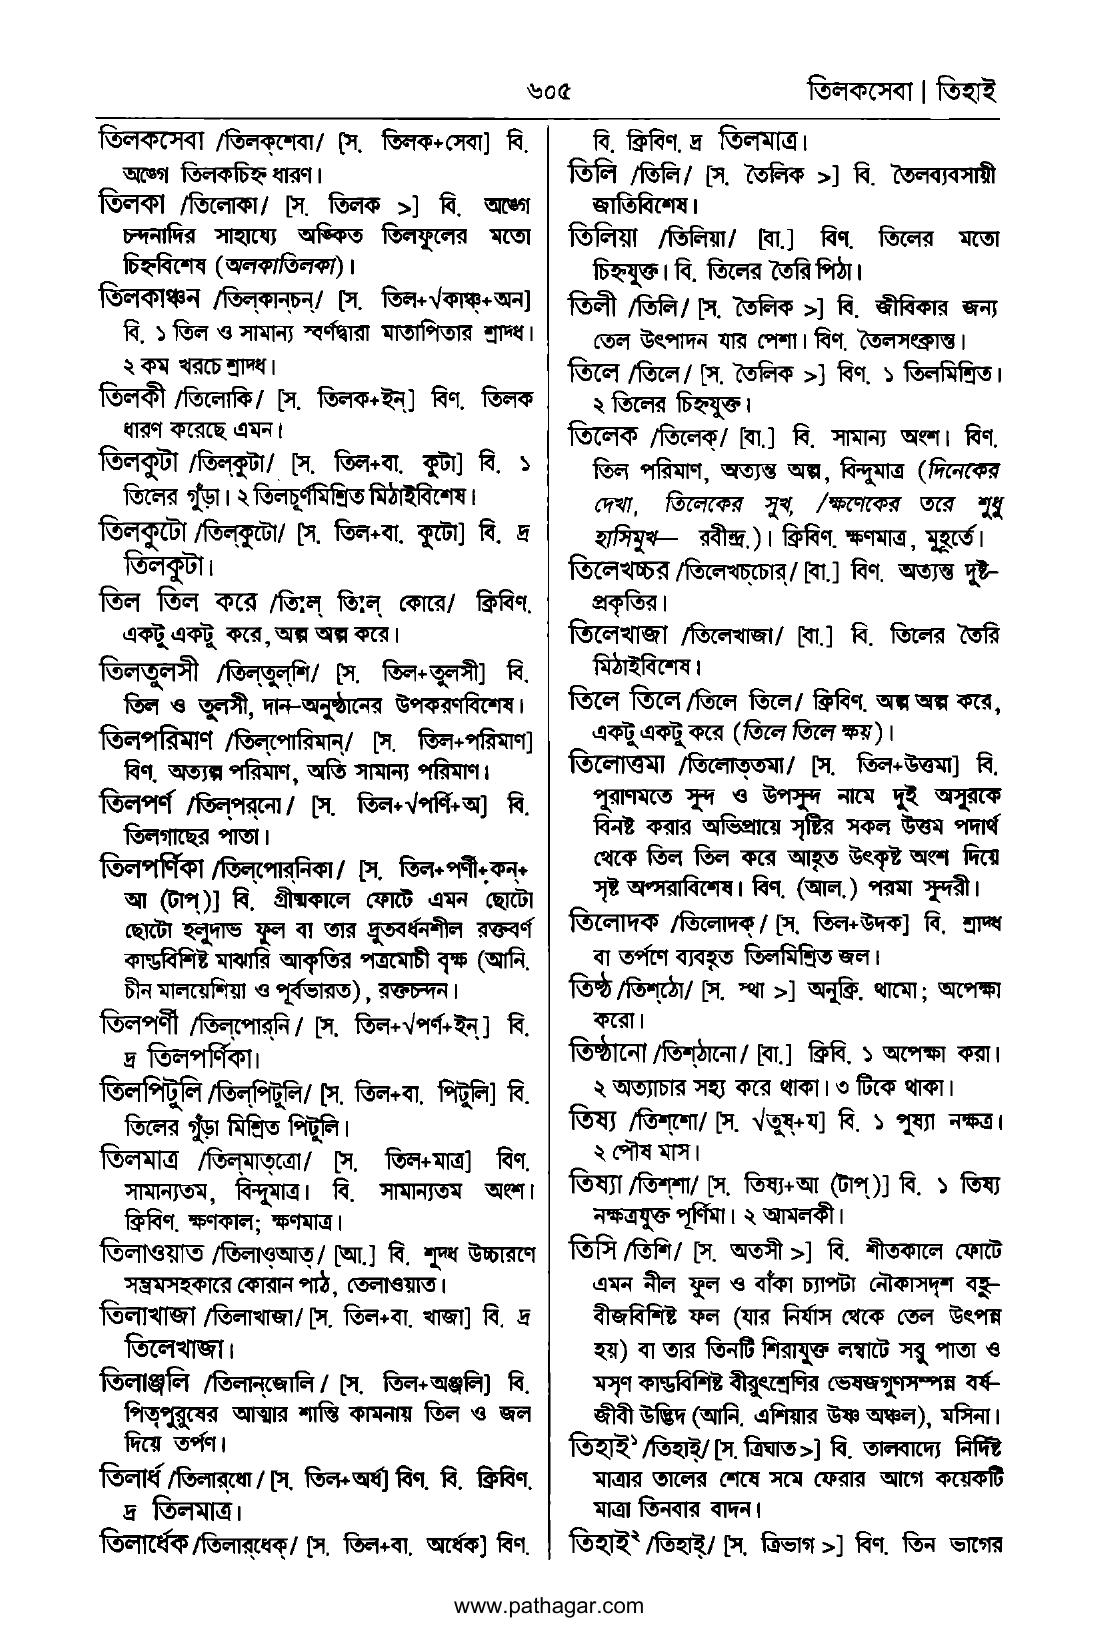 ৬০৫
তিলকসেবা | তিহাই
তিলকসেবা /তিলক্‌শেবা/ [স. তিলক+সেবা] বি.
অঙ্গে তিলকচিহ্ন ধারণ।
তিলকা /তিলোকা/ [স. তিলক >] বি. অঙ্গে
চন্দনাদির সাহায্যে অঙ্কিত তিলফুলের মতো
চিহ্নবিশেষ (অলকাতিলকা)।
তিলকাঞ্চন /তিল্‌কান্‌চন্‌/ [স. তিল+√কাঞ্চ্+অন]
বি. ১ তিল ও সামান্য স্বর্ণদ্বারা মাতাপিতার শ্রাদ্ধ।
২ কম খরচে শ্রাদ্ধ।
তিলকী /তিলোকি/ [স. তিলক+ইন্] বিণ. তিলক
ধারণ করেছে এমন।
তিলকুটা /তিল্‌কুটা/ [স. তিল+বা. কুটা] বি. ১
তিলের গুঁড়া। ২ তিলচূর্ণমিশ্রিত মিঠাইবিশেষ।
তিলকুটো /তিল্‌কুটো/ [স. তিল+বা. কুটো] বি. দ্র
তিলকুটা।
তিল তিল করে /তি:ল্‌ তি:ল্‌ কোরে/ ক্রিবিণ.
একটু একটু করে, অল্প অল্প করে।
তিলতুলসী /তিল্‌তুল্‌শি/ [স. তিল+তুলসী] বি.
তিল ও তুলসী, দান-অনুষ্ঠানের উপকরণবিশেষ।
তিলপরিমাণ /তিল্‌পোরিমান্‌/ [স. তিল+পরিমাণ]
বিণ. অত্যল্প পরিমাণ, অতি সামান্য পরিমাণ।
তিলপর্ণ /তিল্‌পর্‌নো/ [স. তিল+√পর্ণি+অ] বি.
তিলগাছের পাতা।
তিলপর্ণিকা /তিল্‌পোর্‌নিকা/ [স. তিল+পর্ণী+কন্+
আ (টাপ্)] বি. গ্রীষ্মকালে ফোটে এমন ছোটো
ছোটো হলুদাভ ফুল বা তার দ্রুতবর্ধনশীল রক্তবর্ণ
কাণ্ডবিশিষ্ট মাঝারি আকৃতির পত্রমোচী বৃক্ষ (আনি.
চীন মালয়েশিয়া ও পূর্বভারত), রক্তচন্দন।
তিলপর্ণী /তিল্‌পোর্‌নি/ [স. তিল+√পর্ণ+ইন্] বি.
দ্র তিলপর্ণিকা।
তিলপিটুলি /তিল্‌পিটুলি/ [স. তিল+বা. পিটুলি] বি.
তিলের গুঁড়া মিশ্রিত পিটুলি।
তিলমাত্র /তিল্‌মাত্‌ত্রো/ [স. তিল+মাত্র] বিণ.
সামান্যতম, বিন্দুমাত্র। বি. সামান্যতম অংশ।
ক্রিবিণ. ক্ষণকাল; ক্ষণমাত্র।
তিলাওয়াত /তিলাওআত্‌/ [আ.] বি. শুদ্ধ উচ্চারণে
সম্ভ্রমসহকারে কোরান পাঠ, তেলাওয়াত।
তিলাখাজা /তিলাখাজা/ [স. তিল+বা. খাজা] বি. দ্র
তিলেখাজা।
তিলাঞ্জলি /তিলান্‌জোলি/ [স. তিল+অঞ্জলি] বি.
পিতৃপুরুষের আত্মার শান্তি কামনায় তিল ও জল
দিয়ে তর্পণ।
তিলার্ধ /তিলার্‌ধো/ [স. তিল+অর্ধ] বিণ. বি. ক্রিবিণ.
দ্র তিলমাত্র।
তিলার্ধেক /তিলার্‌ধেক্‌/ [স. তিল+বা. অর্ধেক] বিণ.
বি. ক্রিবিণ. দ্র তিলমাত্র।
তিলি /তিলি/ [স. তৈলিক >] বি. তৈলব্যবসায়ী
জাতিবিশেষ।
তিলিয়া /তিলিয়া/ [বা.] বিণ. তিলের মতো
চিহ্নযুক্ত। বি. তিলের তৈরি পিঠা।
তিলী /তিলি/ [স. তৈলিক >] বি. জীবিকার জন্য
তেল উৎপাদন যার পেশা। বিণ. তৈলসংক্রান্ত।
তিলে /তিলে/ [স. তৈলিক >] বিণ. ১ তিলমিশ্রিত।
২ তিলের চিহ্নযুক্ত।
তিলেক /তিলেক্‌/ [বা.] বি. সামান্য অংশ। বিণ.
তিল পরিমাণ, অত্যন্ত অল্প, বিন্দুমাত্র (দিনেকের
দেখা, তিলেকের সুখ, /ক্ষণেকের তরে শুধু
হাসিমুখ— রবীন্দ্র.)। ক্রিবিণ. ক্ষণমাত্র, মুহূর্তে।
তিলেখচ্চর /তিলেখচ্‌চোর্‌/ [বা.] বিণ. অত্যন্ত দুষ্ট-
প্রকৃতির।
তিলেখাজা /তিলেখাজা/ [বা.] বি. তিলের তৈরি
মিঠাইবিশেষ।
তিলে তিলে /তিলে তিলে/ ক্রিবিণ. অল্প অল্প করে,
একটু একটু করে (তিলে তিলে ক্ষয়)।
তিলোত্তমা /তিলোত্‌তমা/ [স. তিল+উত্তমা] বি.
পুরাণমতে সুন্দ ও উপসুন্দ নামে দুই অসুরকে
বিনষ্ট করার অভিপ্রায়ে সৃষ্টির সকল উত্তম পদার্থ
থেকে তিল তিল করে আহৃত উৎকৃষ্ট অংশ দিয়ে
সৃষ্ট অপ্সরাবিশেষ। বিণ. (আল.) পরমা সুন্দরী।
তিলোদক /তিলোদক্‌/ [স. তিল+উদক] বি. শ্রাদ্ধ
বা তর্পণে ব্যবহৃত তিলমিশ্রিত জল।
তিষ্ঠ /তিশ্‌ঠো/ [স. স্থা >] অনুক্রি. থামো; অপেক্ষা
করো।
তিষ্ঠানো /তিশ্‌ঠানো/ [বা.] ক্রিবি. ১ অপেক্ষা করা।
২ অত্যাচার সহ্য করে থাকা। ৩ টিকে থাকা।
তিষ্য /তিশ্‌শো/ [স. √তুষ্+য] বি. ১ পুষ্যা নক্ষত্র।
২ পৌষ মাস।
তিষ্যা /তিশ্‌শা/ [স. তিষ্য+আ (টাপ্)] বি. ১ তিষ্য
নক্ষত্রযুক্ত পূর্ণিমা। ২ আমলকী।
তিসি /তিশি/ [স. অতসী >] বি. শীতকালে ফোটে
এমন নীল ফুল ও বাঁকা চ্যাপটা নৌকাসদৃশ বহু-
বীজবিশিষ্ট ফল (যার নির্যাস থেকে তেল উৎপন্ন
হয়) বা তার তিনটি শিরাযুক্ত লম্বাটে সরু পাতা ও
মসৃণ কাণ্ডবিশিষ্ট বীরুৎশ্রেণির ভেষজগুণসম্পন্ন বর্ষ-
জীবী উদ্ভিদ (আনি. এশিয়ার উষ্ণ অঞ্চল), মসিনা।
তিহাই¹ /তিহাই্‌/ [স. ত্রিঘাত >] বি. তালবাদ্যে নির্দিষ্ট
মাত্রার তালের শেষে সমে ফেরার আগে কয়েকটি
মাত্রা তিনবার বাদন।
তিহাই² /তিহাই্‌/ [স. ত্রিভাগ >] বিণ. তিন ভাগের
www.pathagar.com